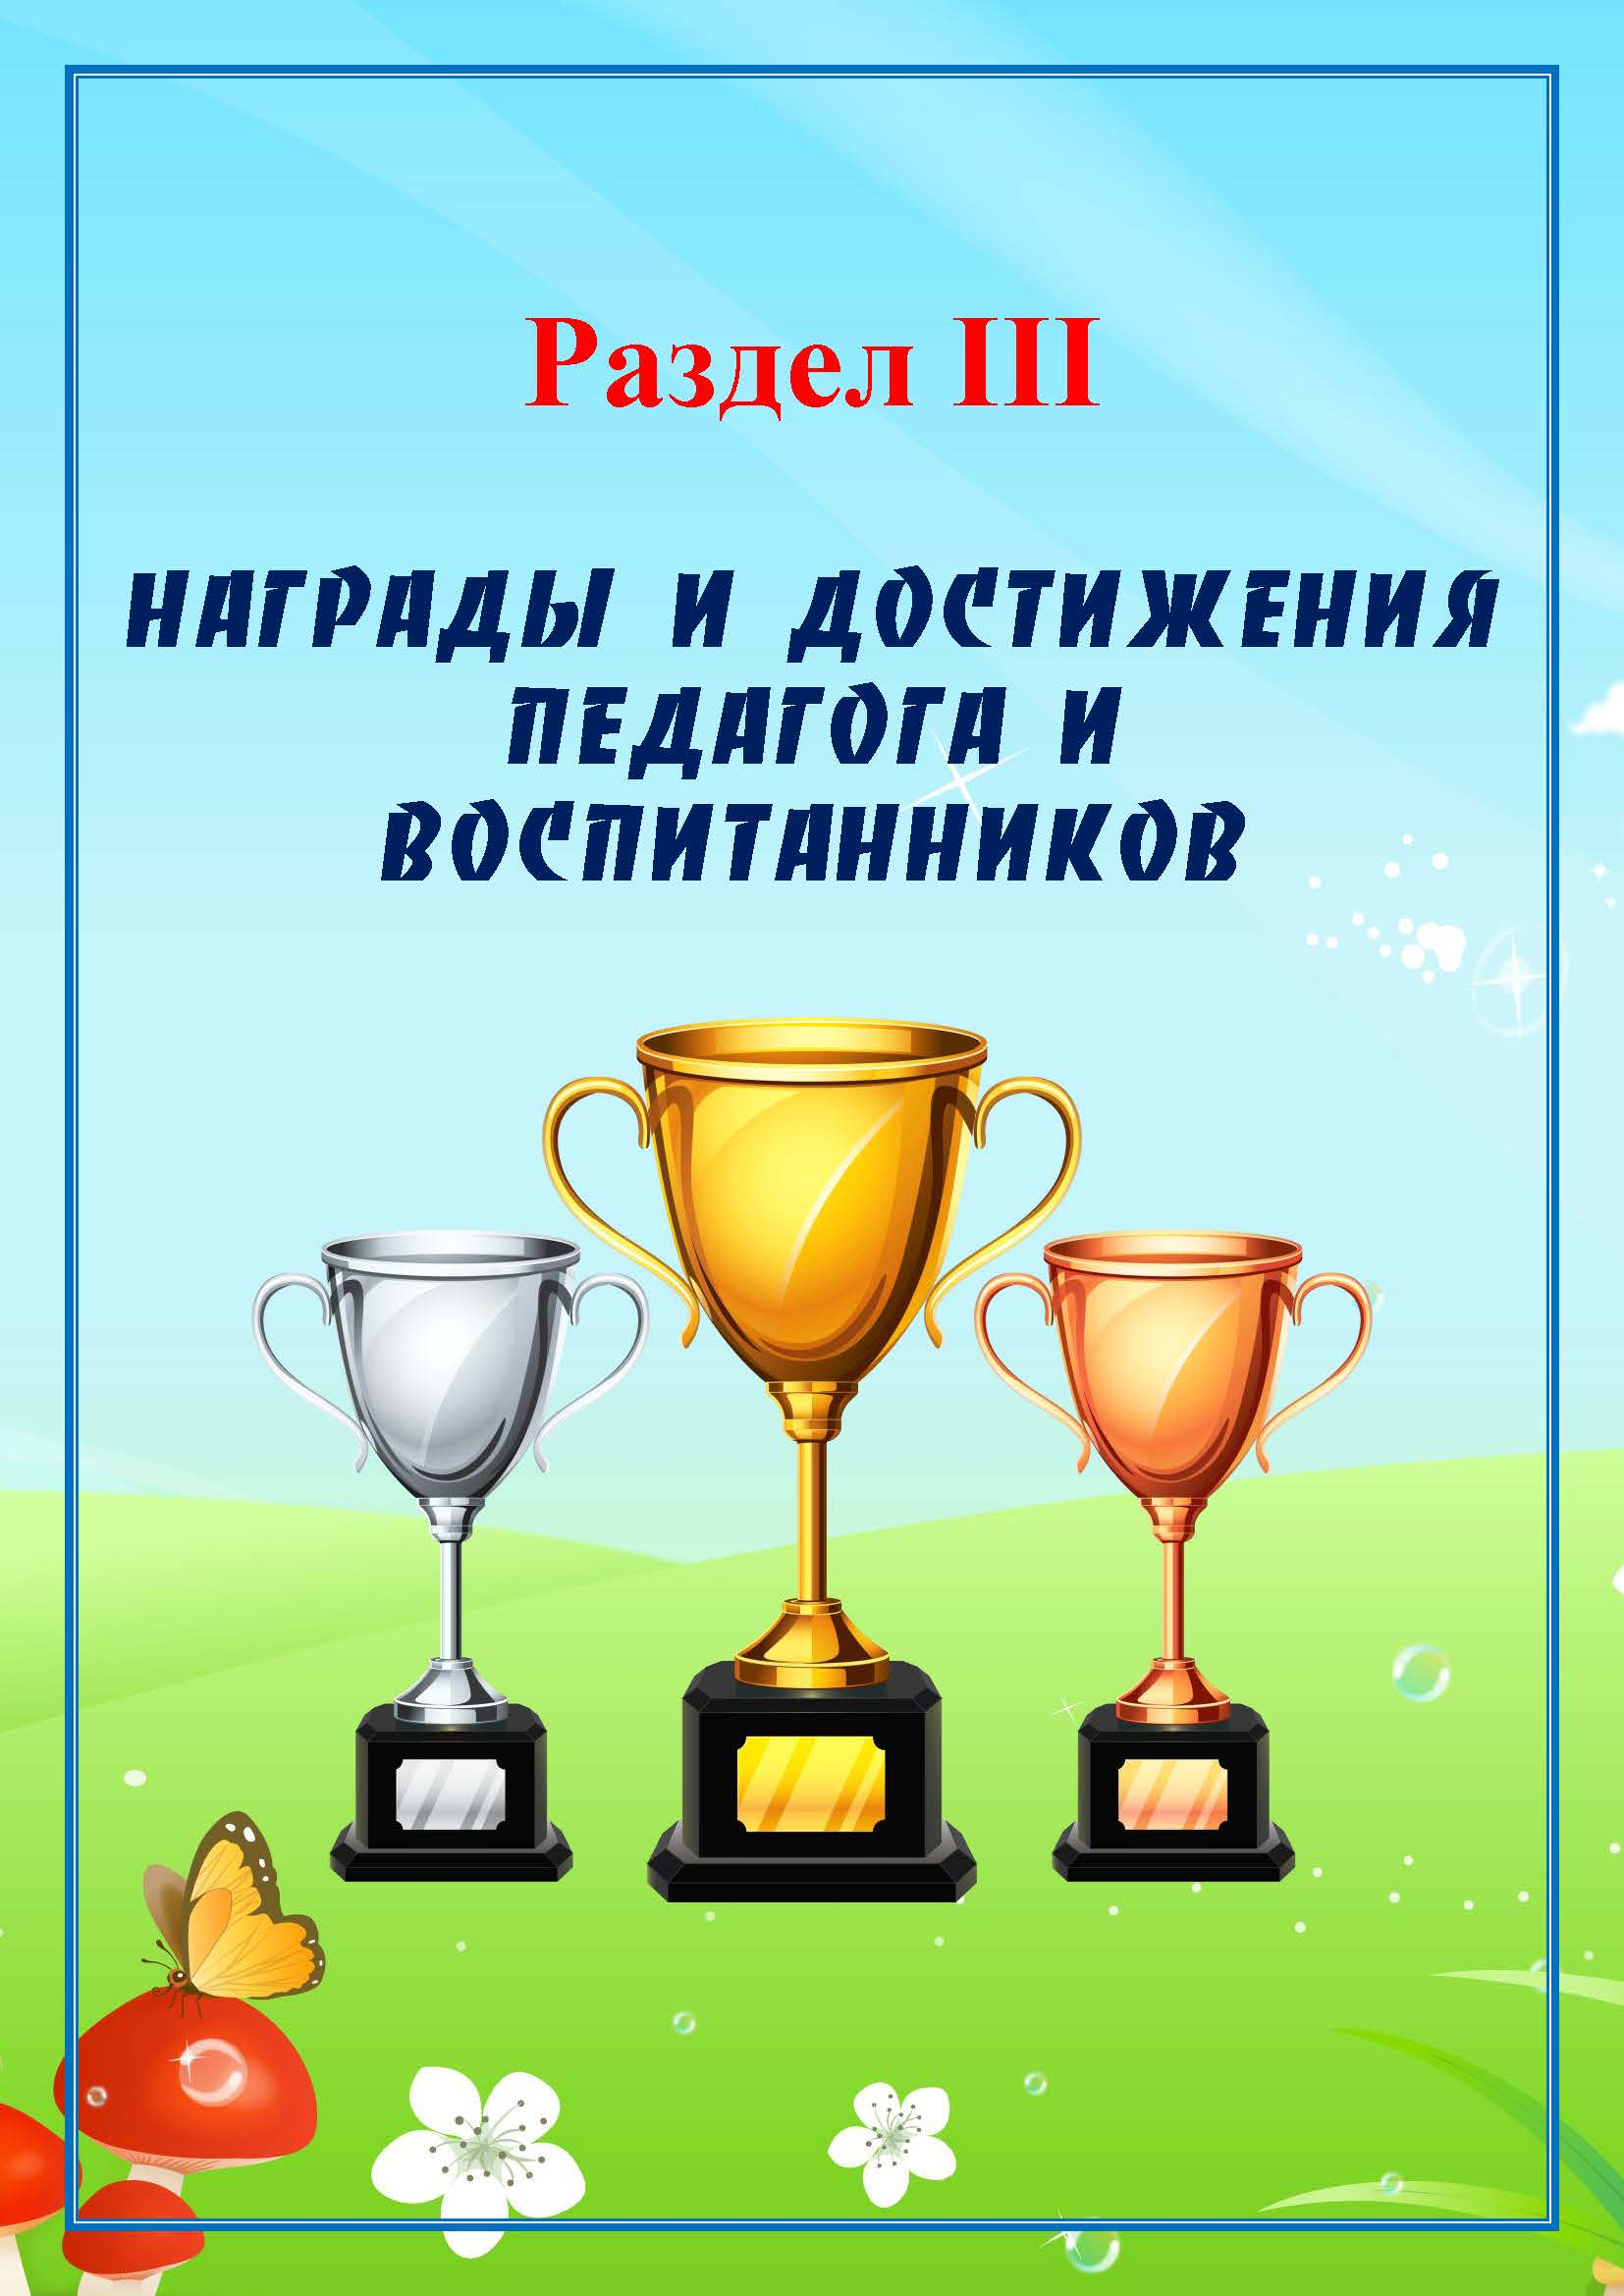 Раздел III
НАГРАДЫ И ДОСТИЖЕНИЯ
ПЕДАГОГА И
ВОСПИТАННИКОВ